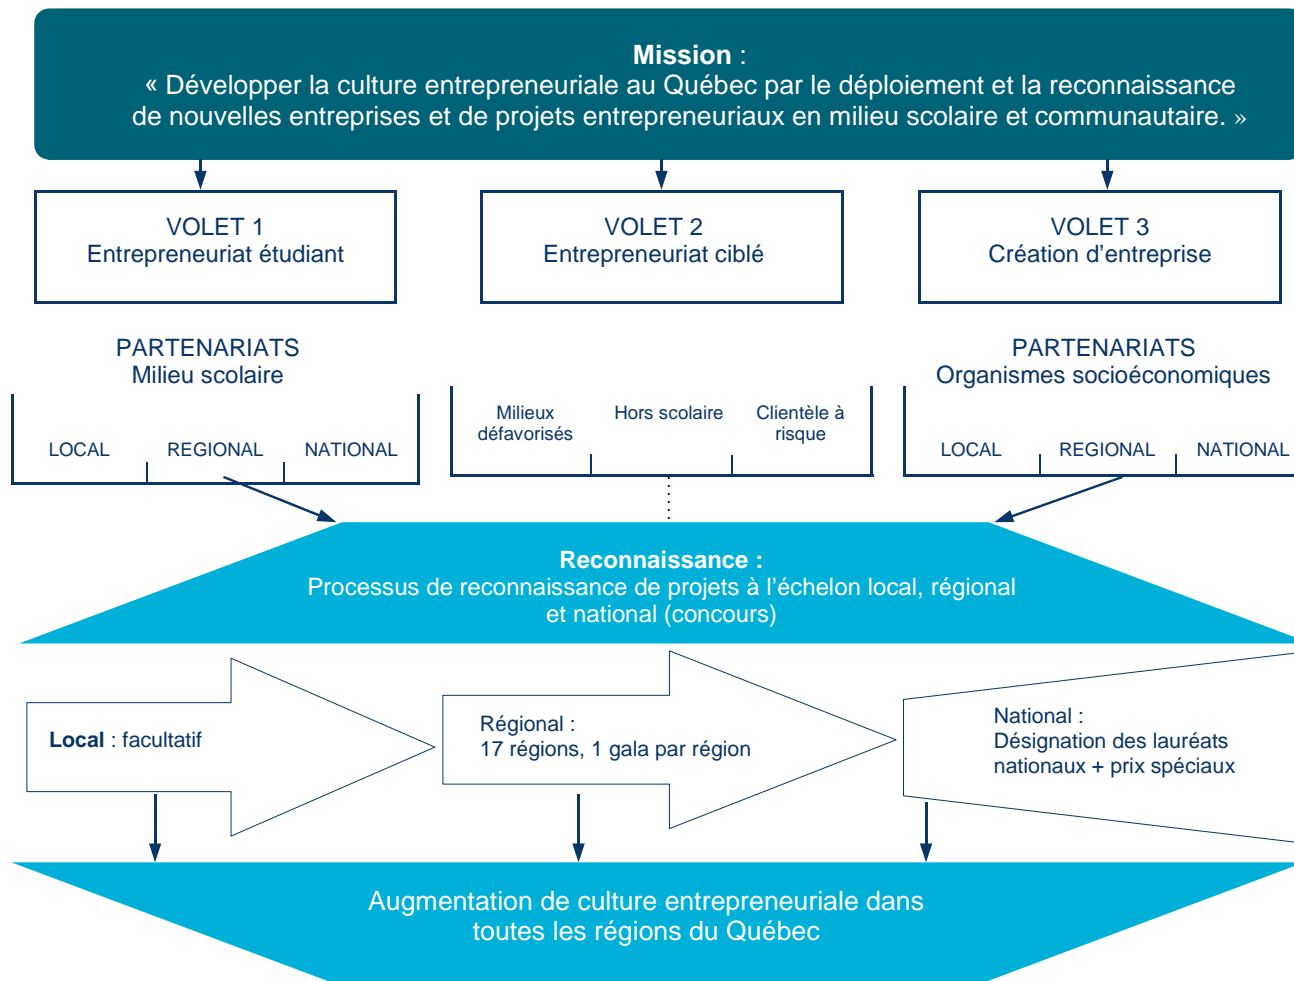 Mission :
« Développer la culture entrepreneuriale au Québec par le déploiement et la reconnaissance
de nouvelles entreprises et de projets entrepreneuriaux en milieu scolaire et communautaire. »
VOLET 1
Entrepreneuriat étudiant
VOLET 2
Entrepreneuriat ciblé
VOLET 3
Création d'entreprise
PARTENARIATS
Milieu scolaire
LOCAL
REGIONAL
NATIONAL
Milieux
défavorisés
Hors scolaire
Clientèle à
risque
PARTENARIATS
Organismes socioéconomiques
LOCAL
REGIONAL
NATIONAL
Reconnaissance :
Processus de reconnaissance de projets à l'échelon local, régional
et national (concours)
Local : facultatif
Régional :
17 régions, 1 gala par région
National :
Désignation des lauréats
nationaux + prix spéciaux
Augmentation de culture entrepreneuriale dans
toutes les régions du Québec